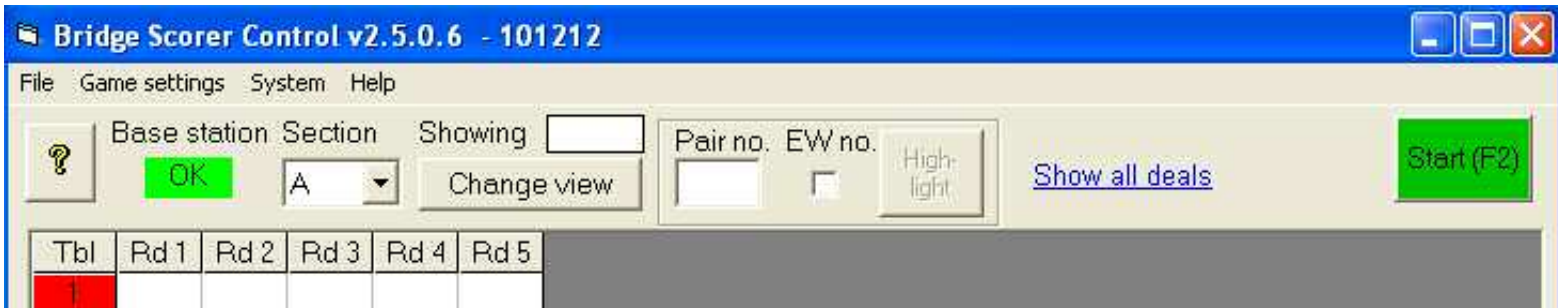 Bridge Scorer Control v2.5.0.6 - 101212
File Game settings System Help
? Base station Section Showing Pair no. EW no. High-
light Show all deals Start (F2)
OK A Change view
Tbl Rd 1 Rd 2 Rd 3 Rd 4 Rd 5
1